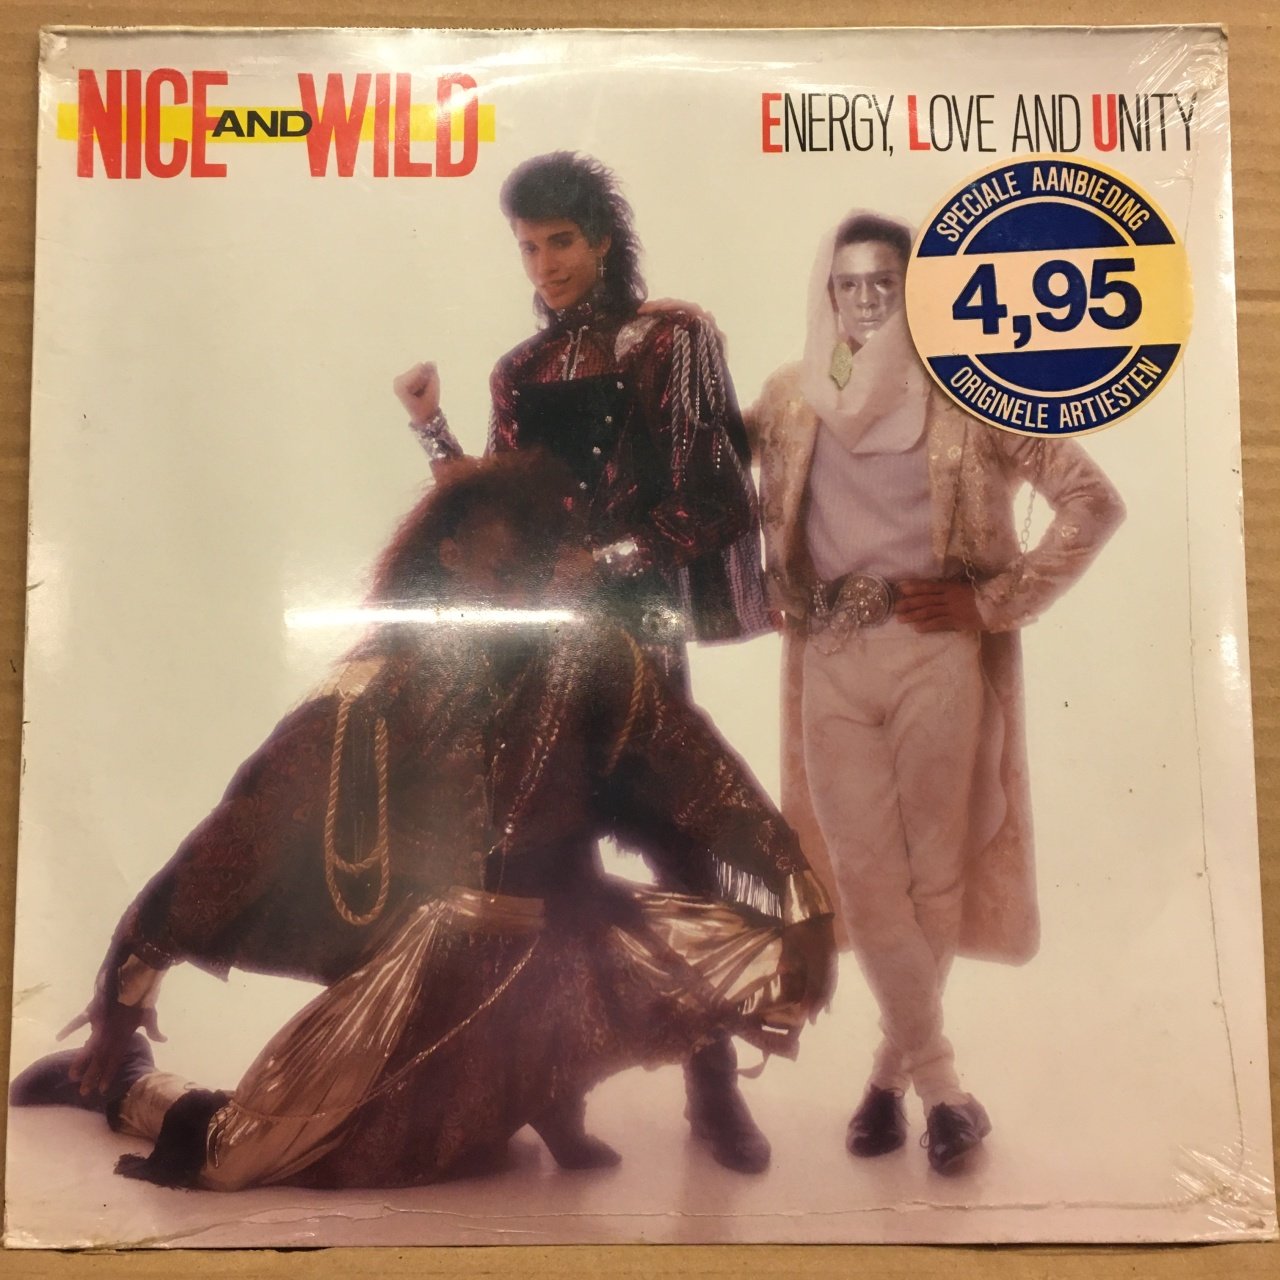 NICE AND WILD
ENERGY, LOVE AND UNITY
SPECIALE AANBIEDING
4,95
ORIGINELE ARTIESTEN